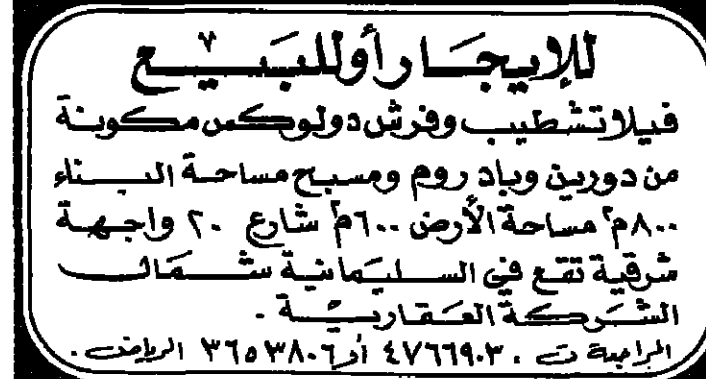 للإيجار أو للبيع
فيلا تشطيب وفرش دولوكس مكونة
من دورين وباد روم ومسبح مساحة البناء
٨٠٠م٢ مساحة الأرض ٦٠٠م٢ شارع ٢٠ واجهة
شرقية تقع في السليمانية شمال
الشركة العقارية .
المراجعة ت . ٤٧٦٦٩٠٣ أو ٣٦٥٣٨٠٦ الرياض .